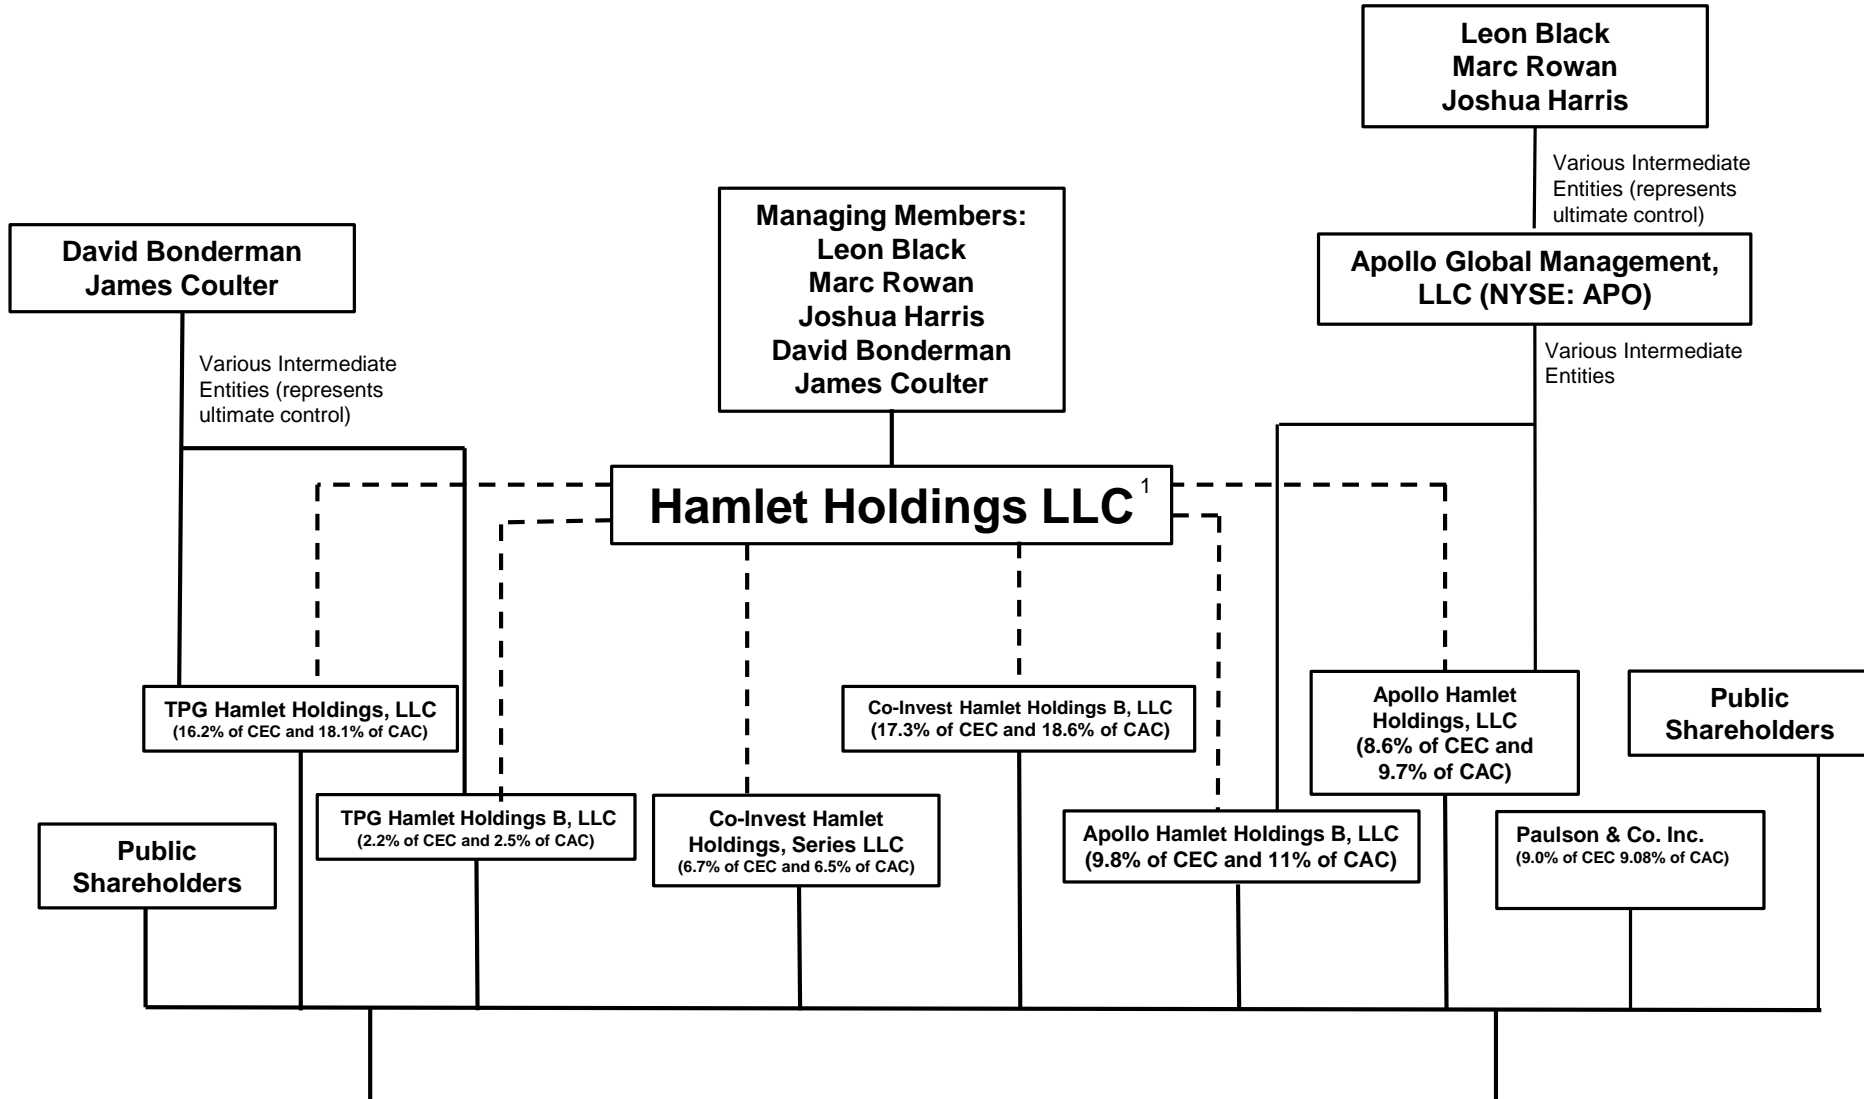 Leon Black
Marc Rowan
Joshua Harris
Various Intermediate
Entities (represents
ultimate control)
Managing Members:
Leon Black
Marc Rowan
Joshua Harris
David Bonderman
James Coulter
David Bonderman
James Coulter
Apollo Global Management,
LLC (NYSE: APO)
Various Intermediate
Entities (represents
ultimate control)
Various Intermediate
Entities
Hamlet Holdings LLC 1
TPG Hamlet Holdings, LLC
(16.2% of CEC and 18.1% of CAC)
Co-Invest Hamlet Holdings B, LLC
(17.3% of CEC and 18.6% of CAC)
Apollo Hamlet
Holdings, LLC
(8.6% of CEC and
9.7% of CAC)
Public
Shareholders
Public
Shareholders
TPG Hamlet Holdings B, LLC
(2.2% of CEC and 2.5% of CAC)
Co-Invest Hamlet
Holdings, Series LLC
(6.7% of CEC and 6.5% of CAC)
Apollo Hamlet Holdings B, LLC
(9.8% of CEC and 11% of CAC)
Paulson & Co. Inc.
(9.0% of CEC 9.08% of CAC)